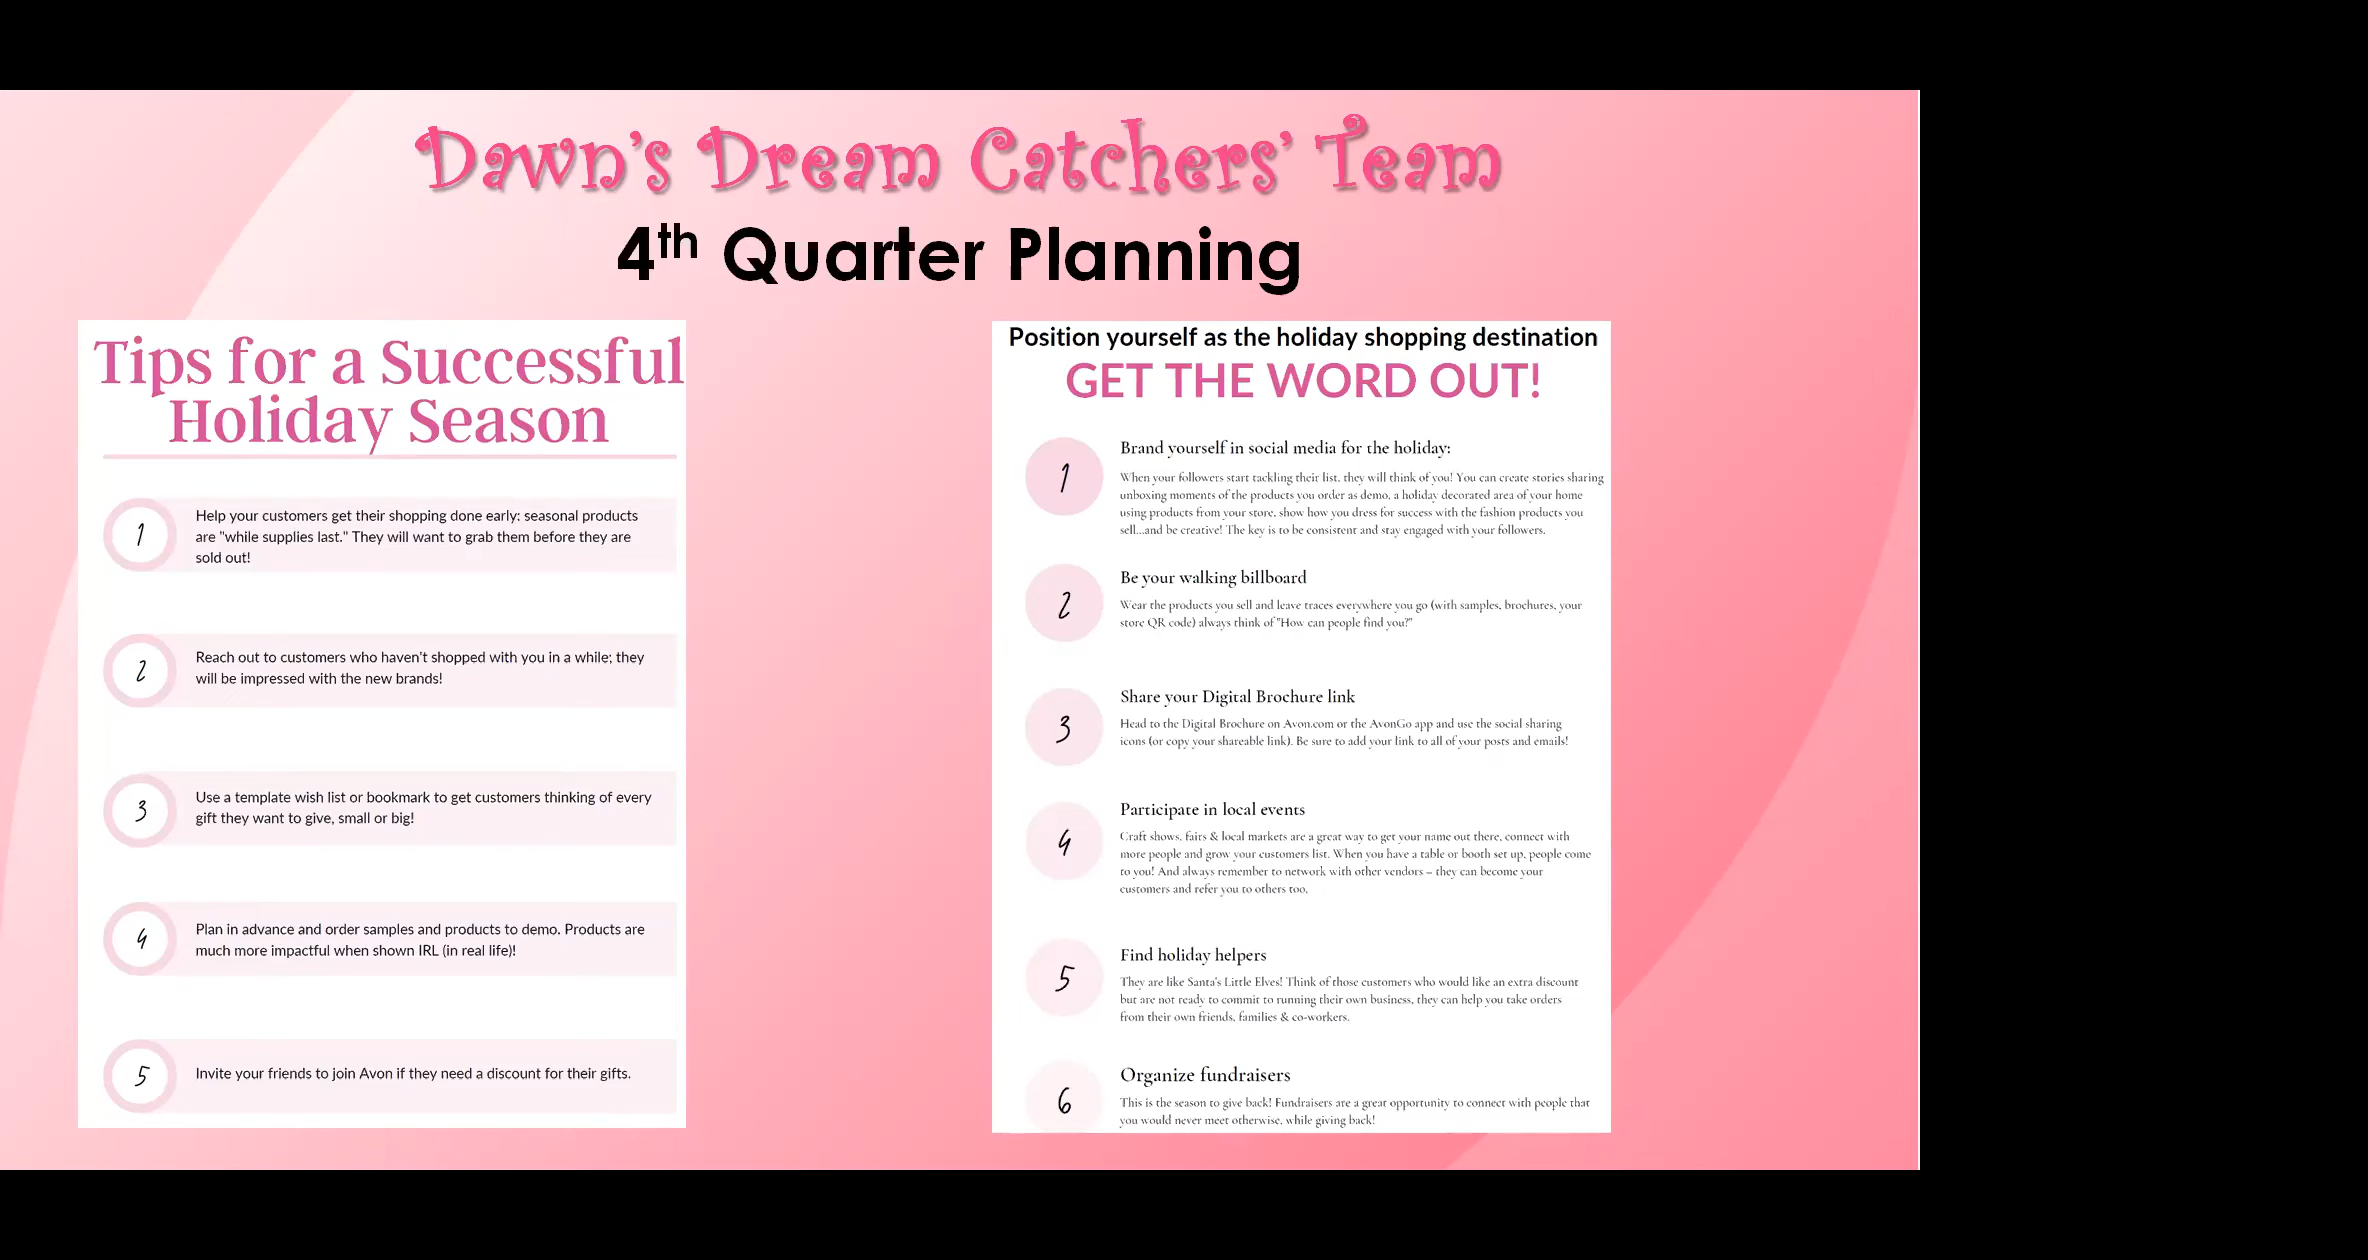 Dawn's Dream Catchers' Team
4th Quarter Planning
Tips for a Successful
Holiday Season
1
Help your customers get their shopping done early: seasonal products
are "while supplies last." They will want to grab them before they are
sold out!
2
Reach out to customers who haven't shopped with you in a while; they
will be impressed with the new brands!
3
Use a template wish list or bookmark to get customers thinking of every
gift they want to give, small or big!
4
Plan in advance and order samples and products to demo. Products are
much more impactful when shown IRL (in real life)!
5
Invite your friends to join Avon if they need a discount for their gifts.
Position yourself as the holiday shopping destination
GET THE WORD OUT!
1
Brand yourself in social media for the holiday:
When your followers start tackling their list, they will think of you! You can create stories sharing
unboxing moments of the products you order as demo, a holiday decorated area of your home
using products from your store, show how you dress for success with the fashion products you
sell...and be creative! The key is to be consistent and stay engaged with your followers.
2
Be your walking billboard
Wear the products you sell and leave traces everywhere you go (with samples, brochures, your
store QR code) always think of "How can people find you?"
3
Share your Digital Brochure link
Head to the Digital Brochure on Avon.com or the AvonGo app and use the social sharing
icons (or copy your shareable link). Be sure to add your link to all of your posts and emails!
4
Participate in local events
Craft shows, fairs & local markets are a great way to get your name out there, connect with
more people and grow your customers list. When you have a table or booth set up, people come
to you! And always remember to network with other vendors – they can become your
customers and refer you to others too.
5
Find holiday helpers
They are like Santa's Little Elves! Think of those customers who would like an extra discount
but are not ready to commit to running their own business, they can help you take orders
from their own friends, families & co-workers.
6
Organize fundraisers
This is the season to give back! Fundraisers are a great opportunity to connect with people that
you would never meet otherwise, while giving back!